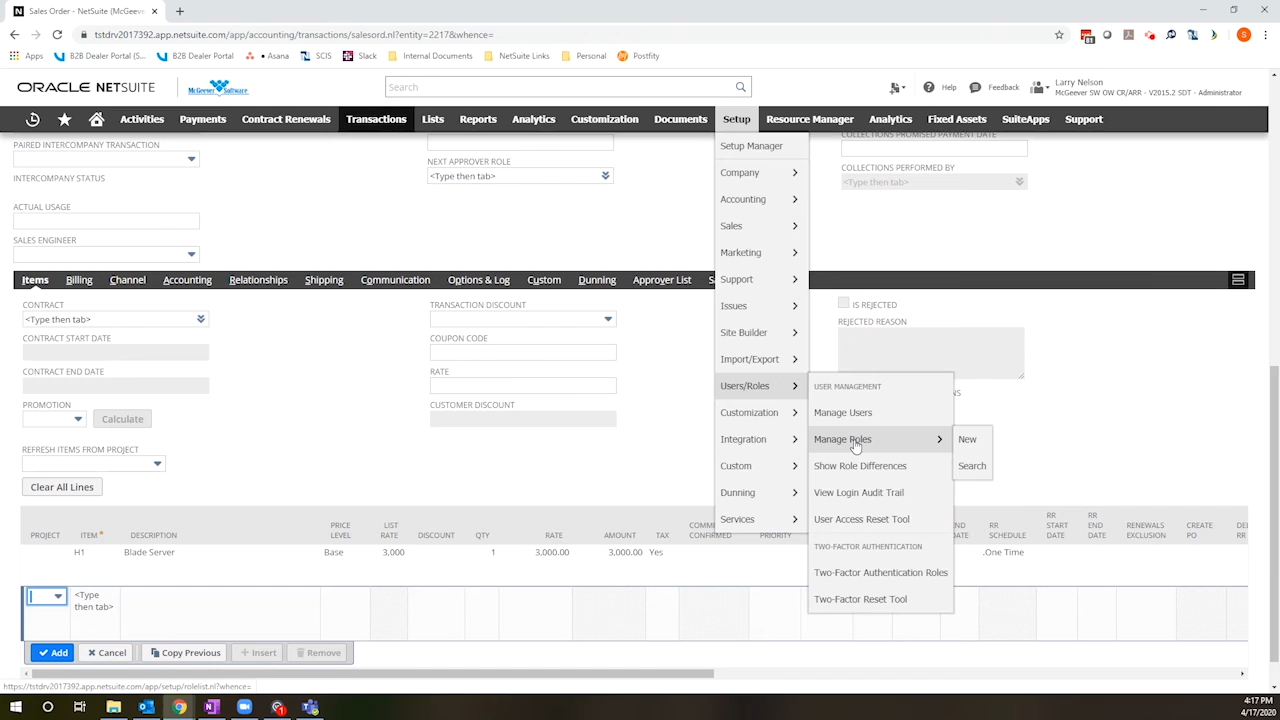 Sales Order - NetSuite (McGeeve
tstdrv2017392.app.netsuite.com/app/accounting/transactions/salesord.nl?entity=2217&whence=
Apps B2B Dealer Portal (S... B2B Dealer Portal Asana SCIS Slack Internal Documents NetSuite Links Personal Postfity
ORACLE NETSUITE McGeever Software Search Help Feedback Larry Nelson
McGeever SW OW CR/ARR - V2015.2 SDT - Administrator
Activities Payments Contract Renewals Transactions Lists Reports Analytics Customization Documents Setup Resource Manager Analytics Fixed Assets SuiteApps Support
PAIRED INTERCOMPANY TRANSACTION
INTERCOMPANY STATUS
ACTUAL USAGE
SALES ENGINEER
NEXT APPROVER ROLE
<Type then tab>
COLLECTIONS PROMISED PAYMENT DATE
COLLECTIONS PERFORMED BY
<Type then tab>
Setup Manager
Company
Accounting
Sales
Marketing
Support
Issues
Site Builder
Import/Export
Users/Roles
Customization
Integration
Custom
Dunning
Services
USER MANAGEMENT
Manage Users
Manage Roles
Show Role Differences
View Login Audit Trail
User Access Reset Tool
TWO-FACTOR AUTHENTICATION
Two-Factor Authentication Roles
Two-Factor Reset Tool
New
Search
Items Billing Channel Accounting Relationships Shipping Communication Options & Log Custom Dunning Approver List S
CONTRACT
<Type then tab>
CONTRACT START DATE
CONTRACT END DATE
PROMOTION
Calculate
REFRESH ITEMS FROM PROJECT
Clear All Lines
TRANSACTION DISCOUNT
COUPON CODE
RATE
CUSTOMER DISCOUNT
IS REJECTED
REJECTED REASON
PROJECT ITEM * DESCRIPTION PRICE LEVEL LIST RATE DISCOUNT QTY RATE AMOUNT TAX COMM CONFIRMED PRIORITY END DATE RR SCHEDULE RR START DATE RR END DATE RENEWALS EXCLUSION CREATE PO DEL RR
H1 Blade Server Base 3,000 1 3,000.00 3,000.00 Yes .One Time
<Type
then tab>
Add Cancel Copy Previous Insert Remove
https://tstdrv2017392.app.netsuite.com/app/setup/rolelist.nl?whence=
4:17 PM
4/17/2020